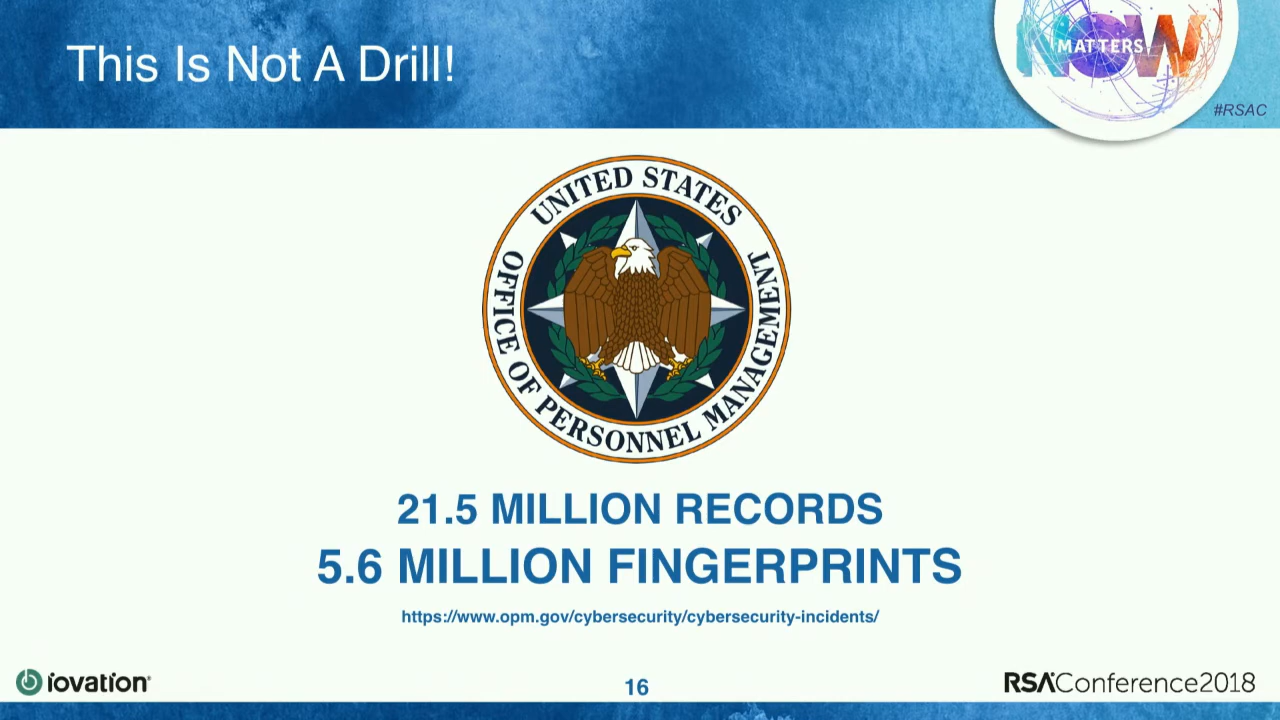 This Is Not A Drill!
NOW
MATTERS
#RSAC
UNITED STATES
OFFICE OF PERSONNEL MANAGEMENT
21.5 MILLION RECORDS
5.6 MILLION FINGERPRINTS
https://www.opm.gov/cybersecurity/cybersecurity-incidents/
iovation
16
RSAConference2018